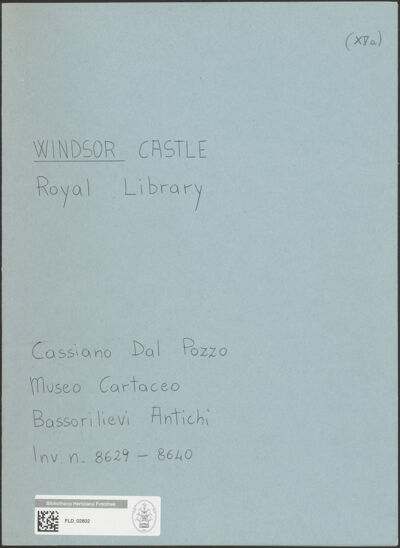 (XVa)
WINDSOR CASTLE
Royal Library
Cassiano Dal Pozzo
Museo Cartaceo
Bassorilievi Antichi
Inv. n. 8629 - 8640
Bibliotheca Hertziana Fotothek
FLD_02602